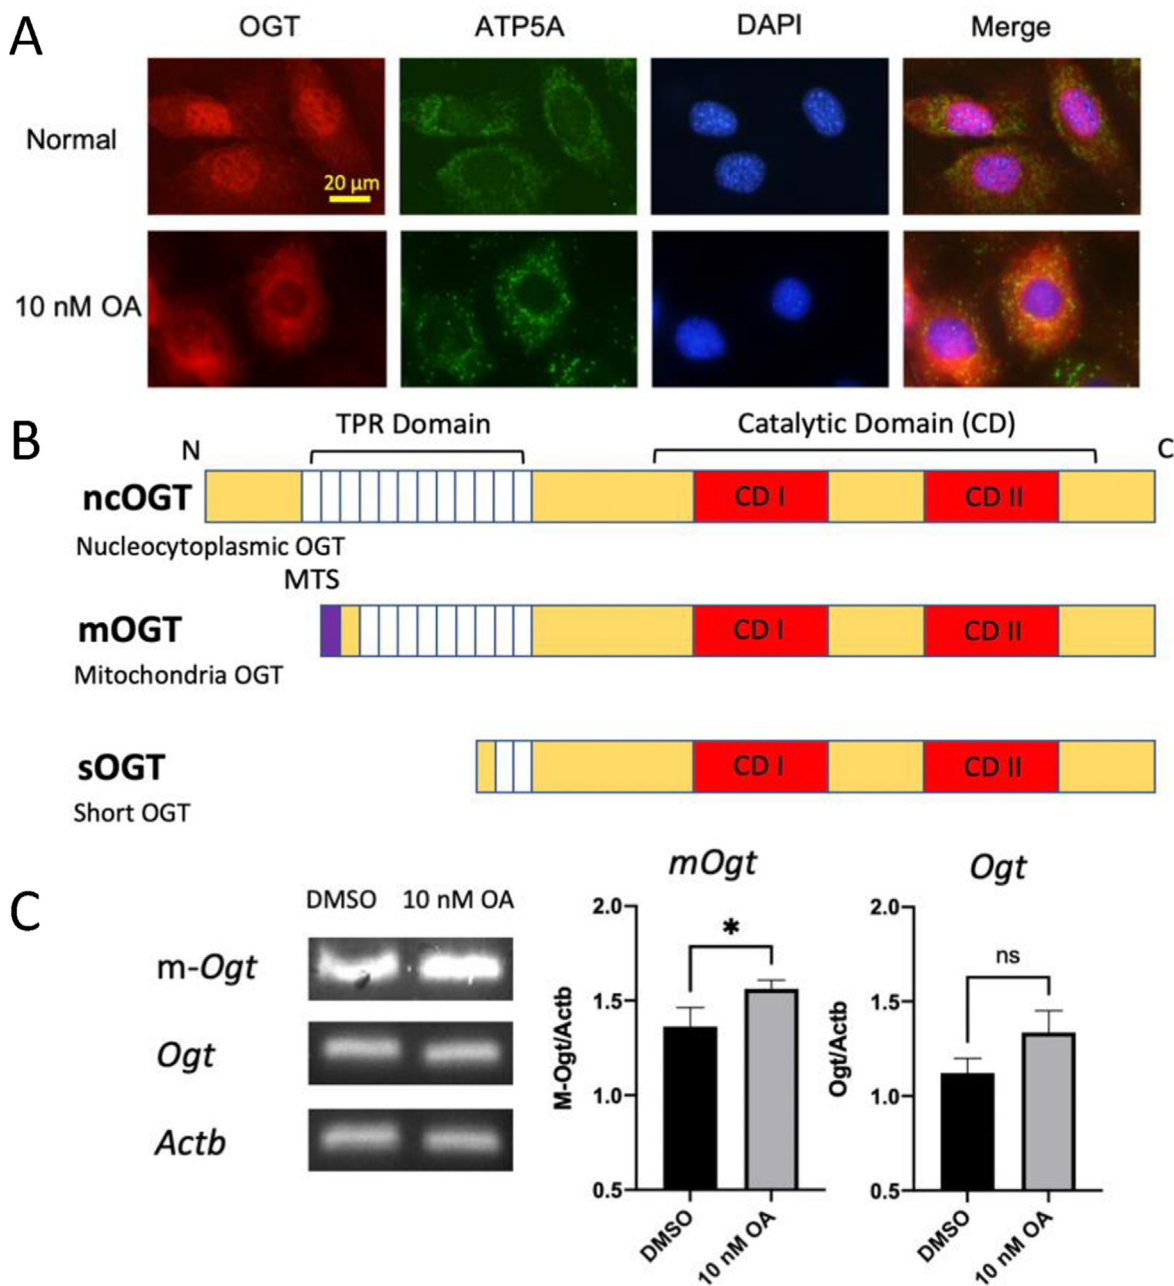 A
OGT ATP5A DAPI Merge
Normal
20 μm
10 nM OA
B
TPR Domain Catalytic Domain (CD)
N C
ncOGT CD I CD II
Nucleocytoplasmic OGT
MTS
mOGT CD I CD II
Mitochondria OGT
sOGT CD I CD II
Short OGT
C
DMSO 10 nM OA
m-Ogt
Ogt
Actb
mOgt
2.0
1.5
1.0
0.5
M-Ogt/Actb
*
DMSO
10 nM OA
Ogt
2.0
1.5
1.0
0.5
Ogt/Actb
ns
DMSO
10 nM OA